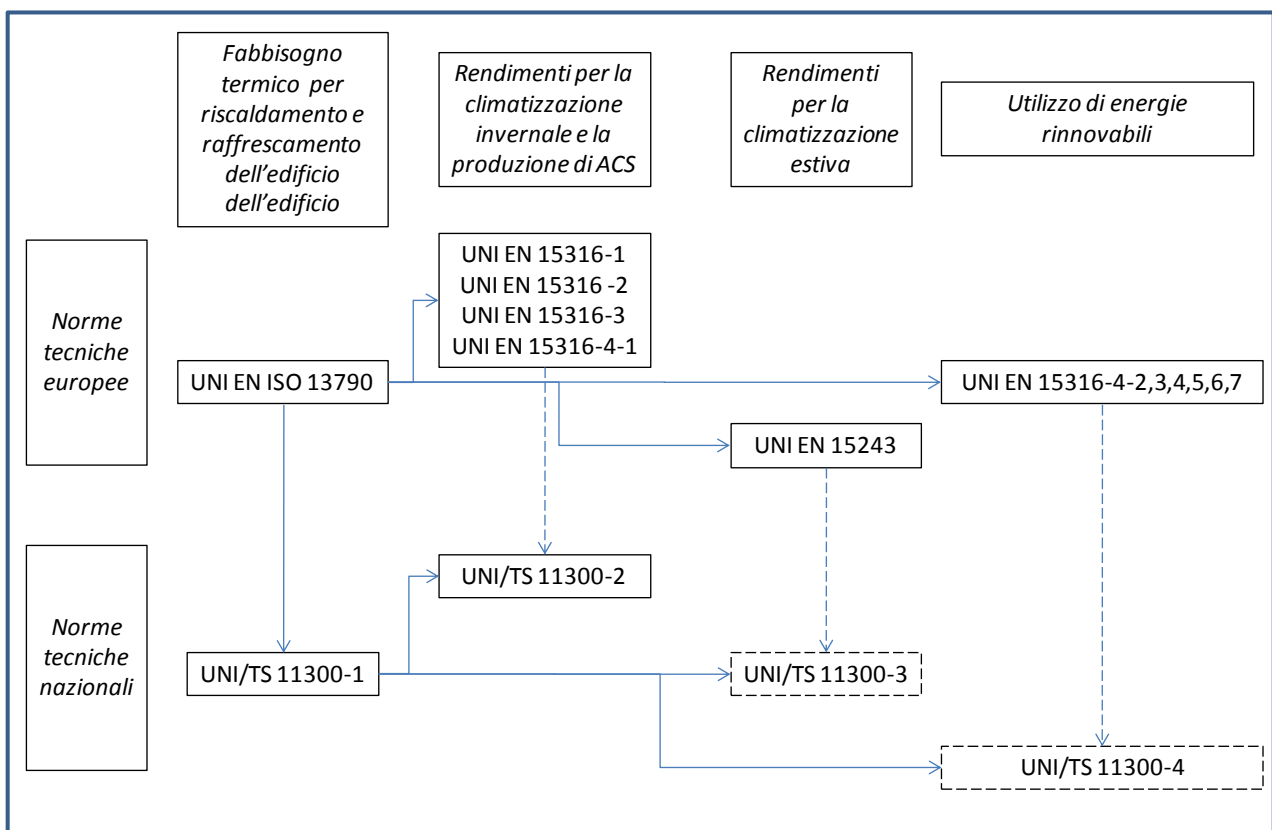 Fabbisogno
termico per
riscaldamento e
raffrescamento
dell'edificio
dell'edificio
Rendimenti per la
climatizzazione
invernale e la
produzione di ACS
Rendimenti
per la
climatizzazione
estiva
Utilizzo di energie
rinnovabili
Norme
tecniche
europee
UNI EN ISO 13790
UNI EN 15316-1
UNI EN 15316 -2
UNI EN 15316-3
UNI EN 15316-4-1
UNI EN 15243
UNI EN 15316-4-2,3,4,5,6,7
Norme
tecniche
nazionali
UNI/TS 11300-1
UNI/TS 11300-2
UNI/TS 11300-3
UNI/TS 11300-4